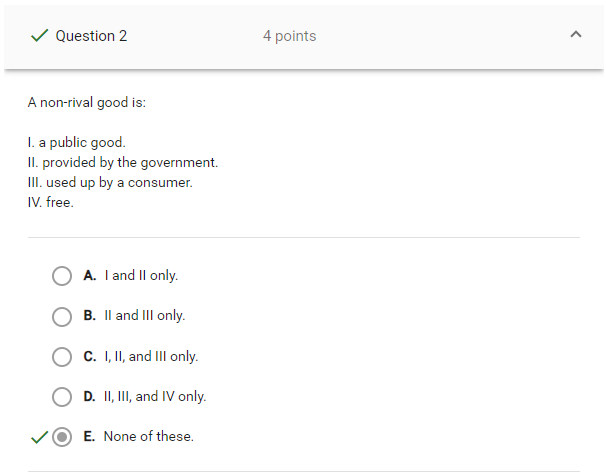 Question 2 4 points
A non-rival good is:
I. a public good.
II. provided by the government.
III. used up by a consumer.
IV. free.
A. I and II only.
B. II and III only.
C. I, II, and III only.
D. II, III, and IV only.
E. None of these.